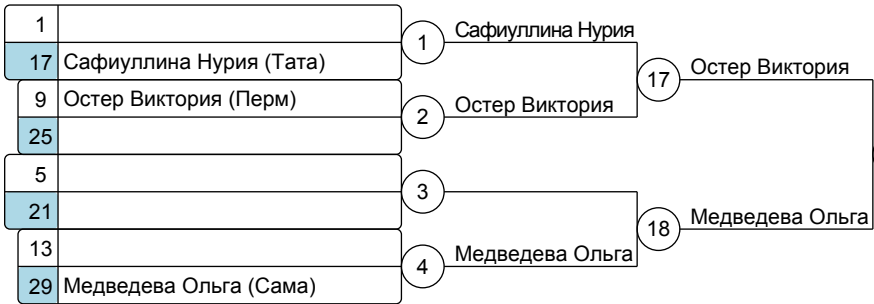 1
17 Сафиуллина Нурия (Тата)
9 Остер Виктория (Перм)
25
5
21
13
29 Медведева Ольга (Сама)
1 Сафиуллина Нурия
2 Остер Виктория
3
4 Медведева Ольга
17 Остер Виктория
18 Медведева Ольга